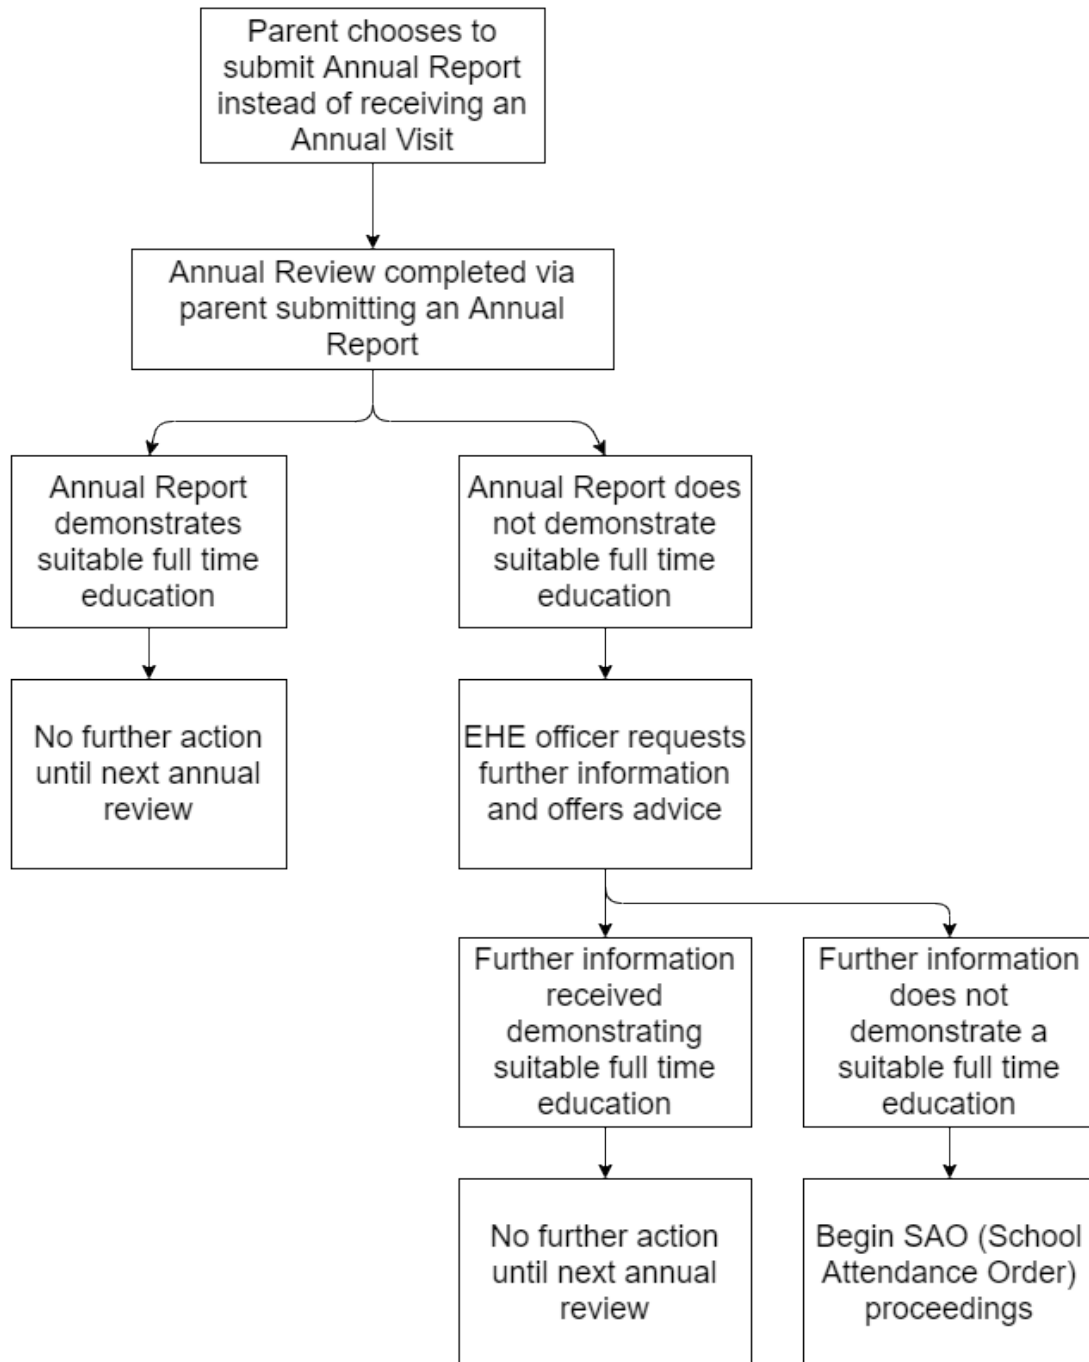 Parent chooses to
submit Annual Report
instead of receiving an
Annual Visit
Annual Review completed via
parent submitting an Annual
Report
Annual Report
demonstrates
suitable full time
education
Annual Report does
not demonstrate
suitable full time
education
No further action
until next annual
review
EHE officer requests
further information
and offers advice
Further information
received
demonstrating
suitable full time
education
Further information
does not
demonstrate a
suitable full time
education
No further action
until next annual
review
Begin SAO (School
Attendance Order)
proceedings